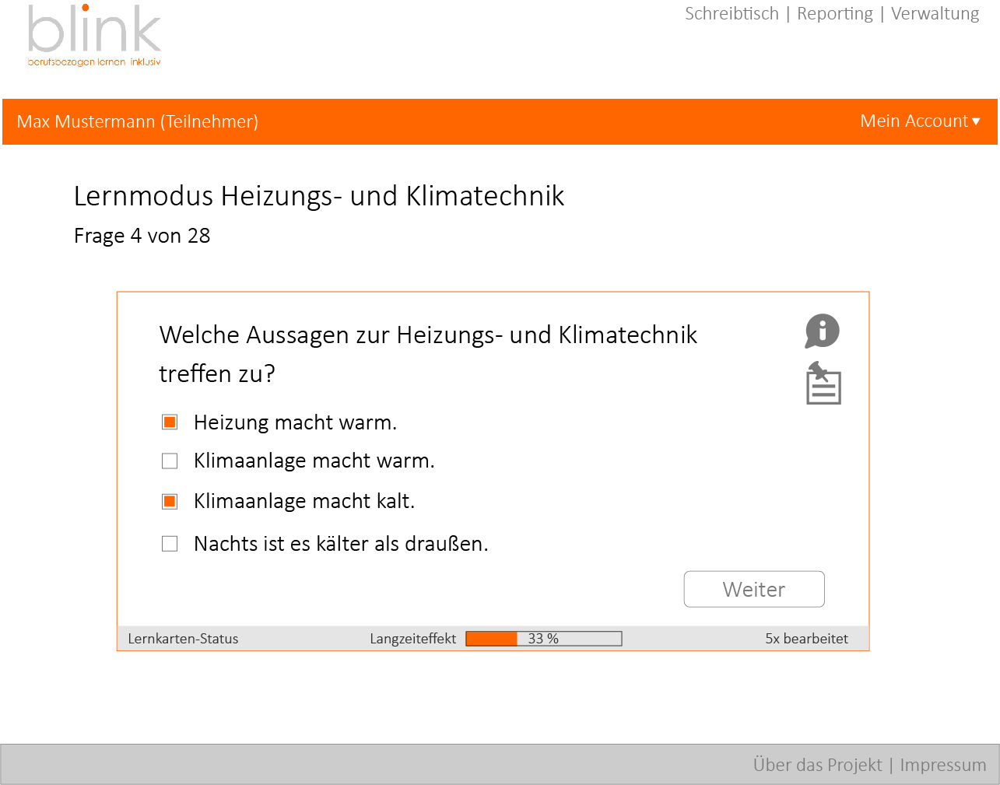 blink
berufsbezogen lernen inklusiv
Schreibtisch | Reporting | Verwaltung
Max Mustermann (Teilnehmer)
Mein Account
Lernmodus Heizungs- und Klimatechnik
Frage 4 von 28
Welche Aussagen zur Heizungs- und Klimatechnik
treffen zu?
Heizung macht warm.
Klimaanlage macht warm.
Klimaanlage macht kalt.
Nachts ist es kälter als draußen.
Weiter
Lernkarten-Status Langzeiteffekt 33 % 5x bearbeitet
Über das Projekt | Impressum